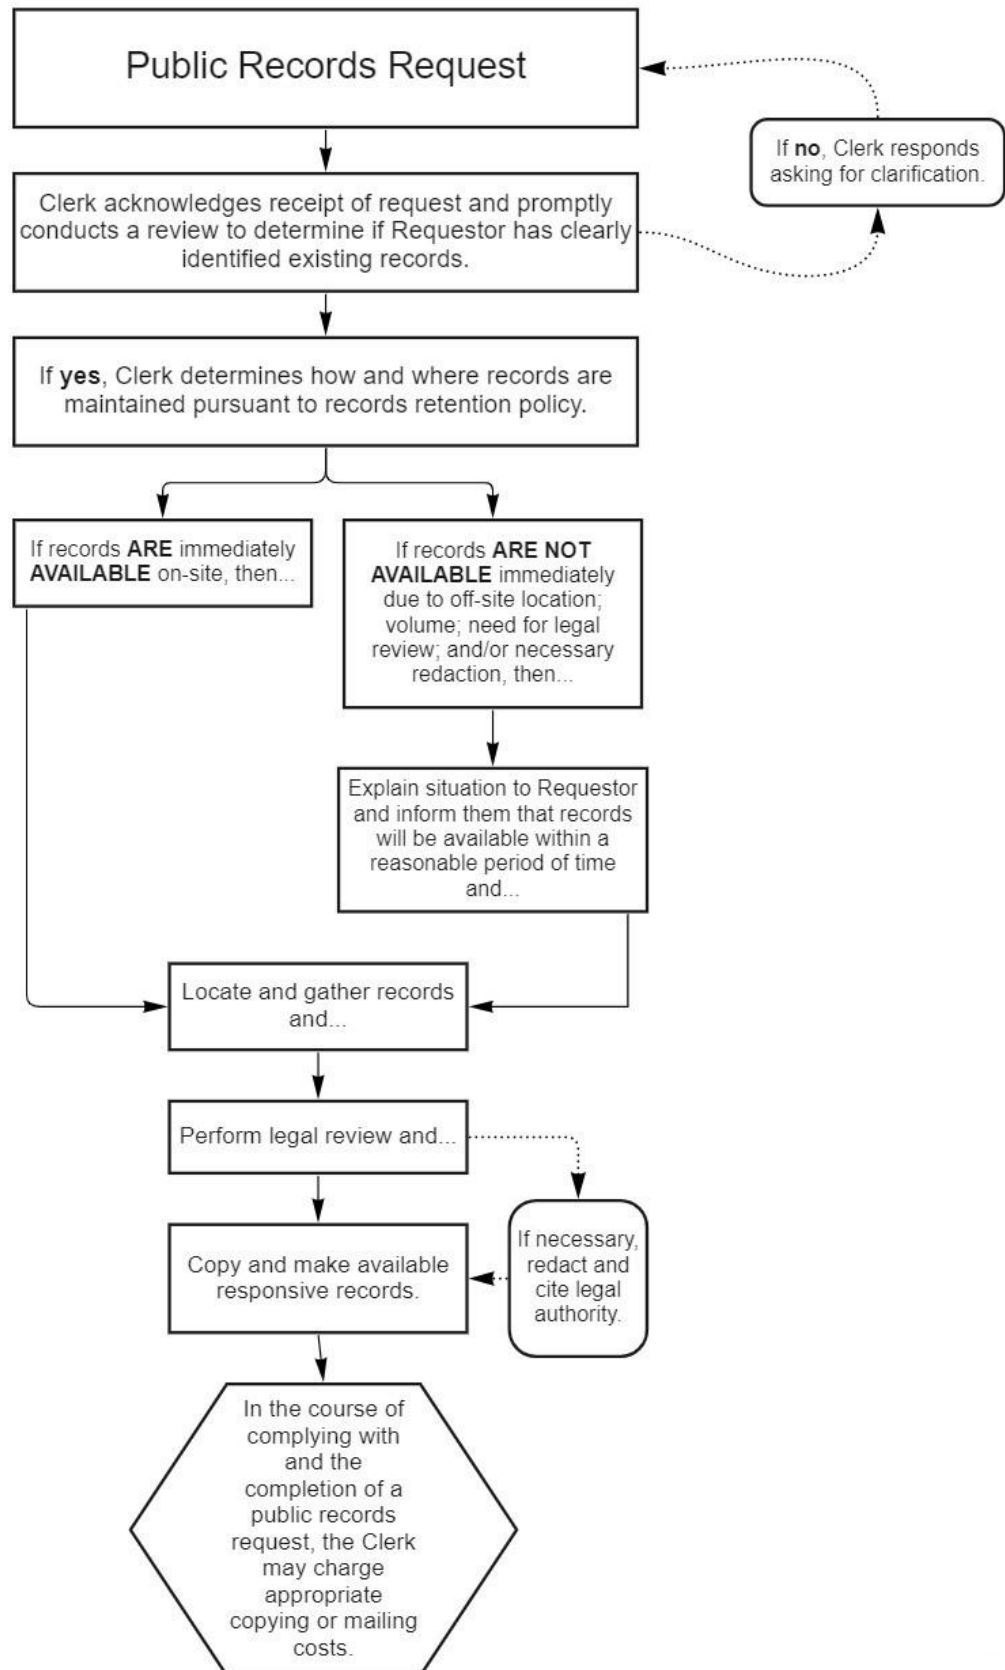 Public Records Request
If no, Clerk responds
asking for clarification.
Clerk acknowledges receipt of request and promptly
conducts a review to determine if Requestor has clearly
identified existing records.
If yes, Clerk determines how and where records are
maintained pursuant to records retention policy.
If records ARE immediately
AVAILABLE on-site, then...
If records ARE NOT
AVAILABLE immediately
due to off-site location;
volume; need for legal
review; and/or necessary
redaction, then...
Explain situation to Requestor
and inform them that records
will be available within a
reasonable period of time
and...
Locate and gather records
and...
Perform legal review and...
If necessary,
redact and
cite legal
authority.
Copy and make available
responsive records.
In the course of
complying with
and the
completion of a
public records
request, the Clerk
may charge
appropriate
copying or mailing
costs.